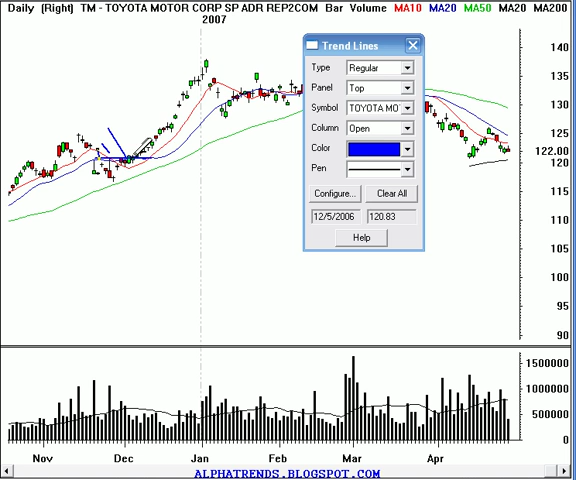 Daily (Right) TM - TOYOTA MOTOR CORP SP ADR REP2COM Bar Volume MA10 MA20 MA50 MA20 MA200
2007
Trend Lines
Type Regular
Panel Top
Symbol TOYOTA MO
Column Open
Color
Pen
Configure... Clear All
12/5/2006 120.83
Help
140
135
130
125
122.00
120
115
110
105
100
95
90
1500000
1000000
500000
0
Nov Dec Jan Feb Mar Apr
ALPHATRENDS.BLOGSPOT.COM